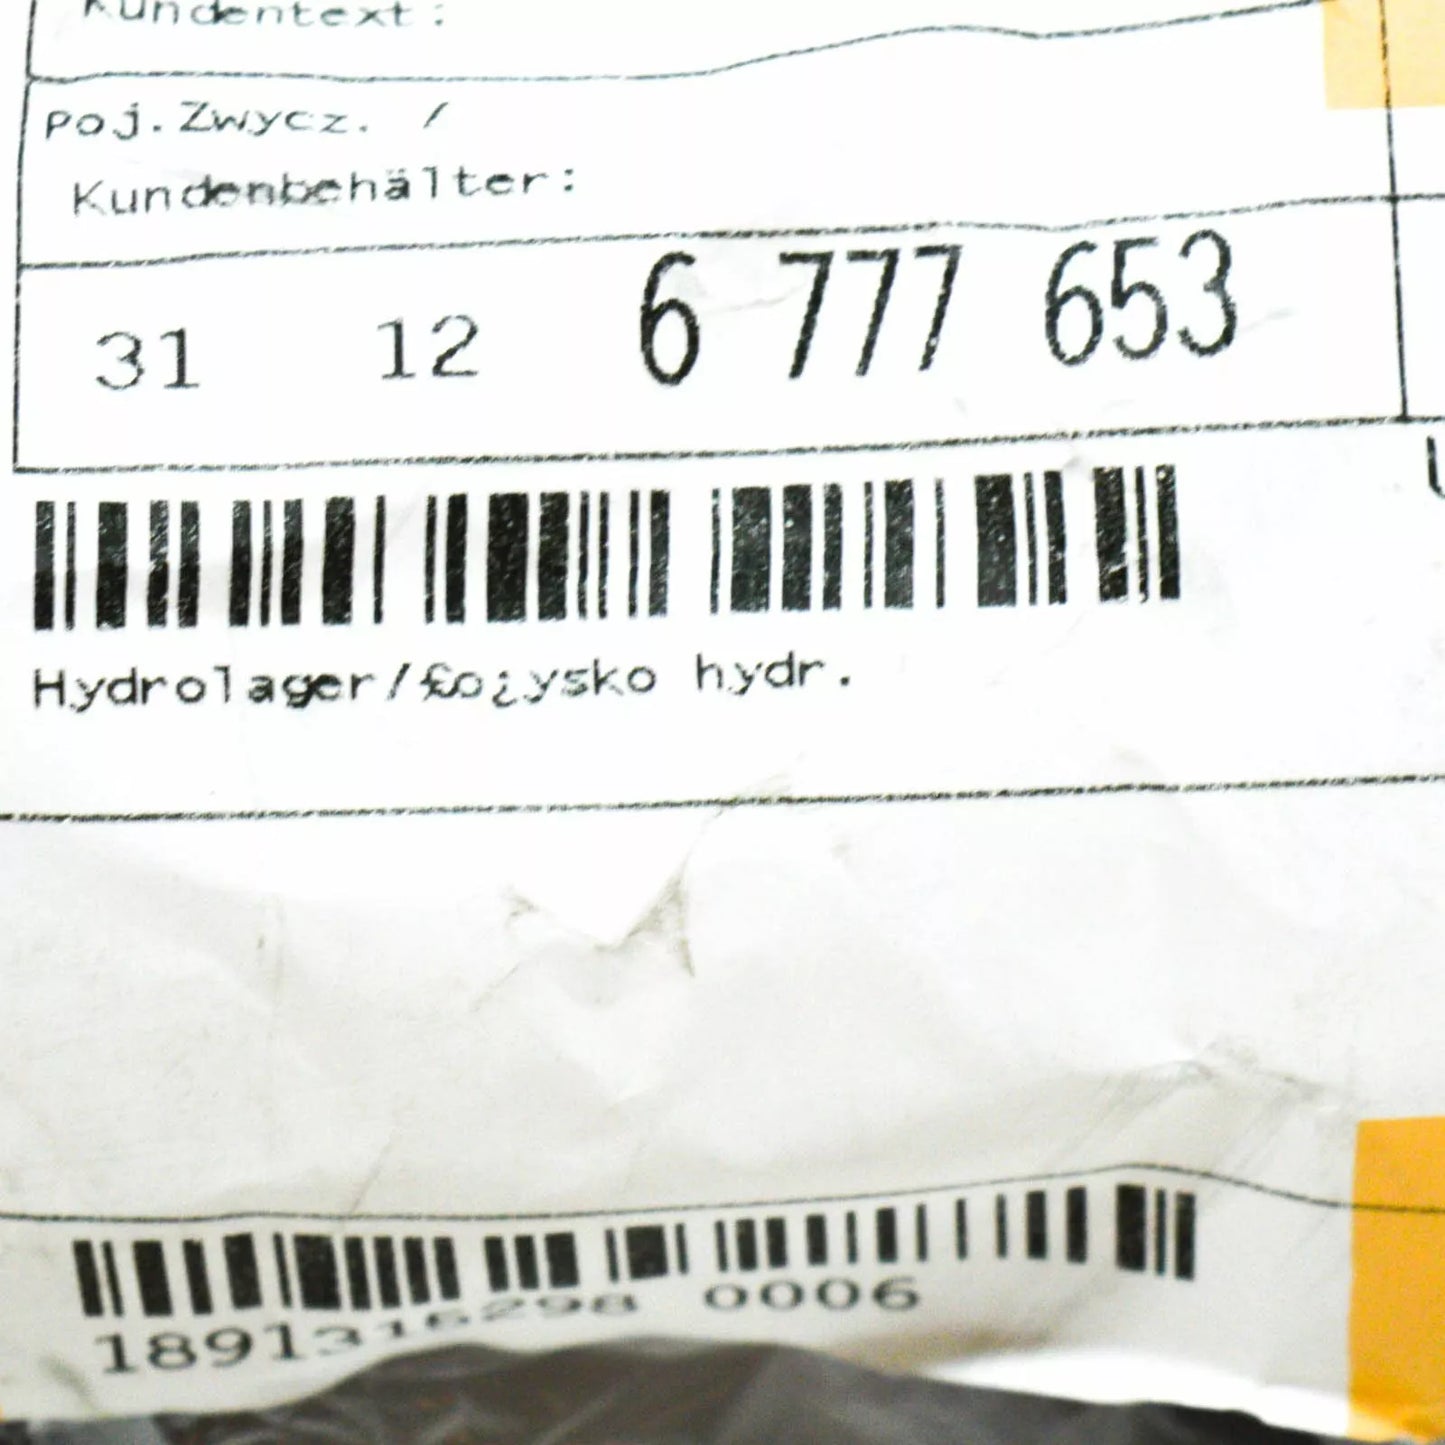 Kundentext:
Poj.Zwycz. /
Kundenbehälter:
31 12 6 777 653
Hydrolager/£o¿ysko hydr.
1891316298 0006